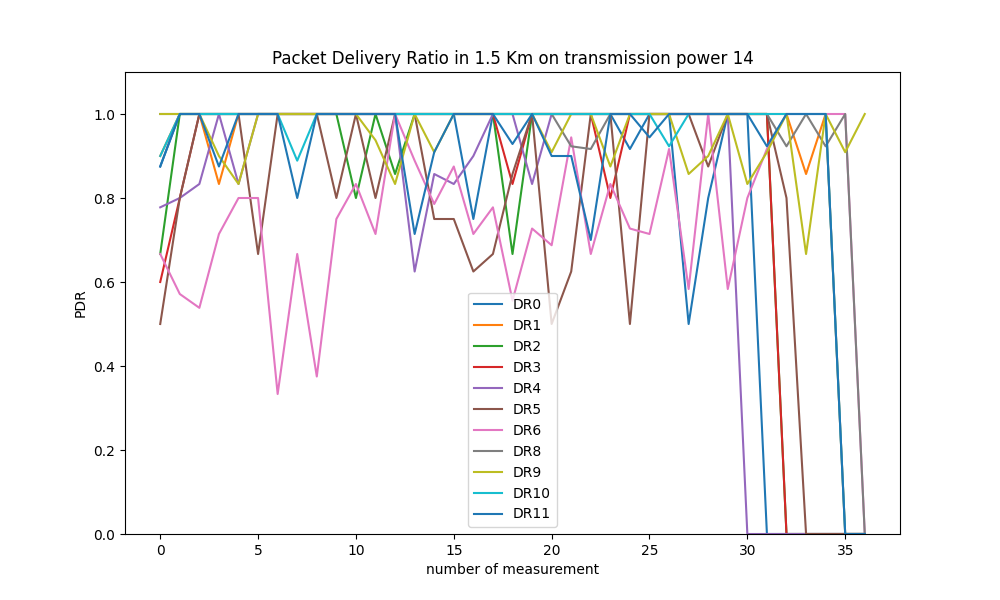 Packet Delivery Ratio in 1.5 Km on transmission power 14
1.0
0.8
0.6
0.4
0.2
0.0
PDR
DR0
DR1
DR2
DR3
DR4
DR5
DR6
DR8
DR9
DR10
DR11
0 5 10 15 20 25 30 35
number of measurement